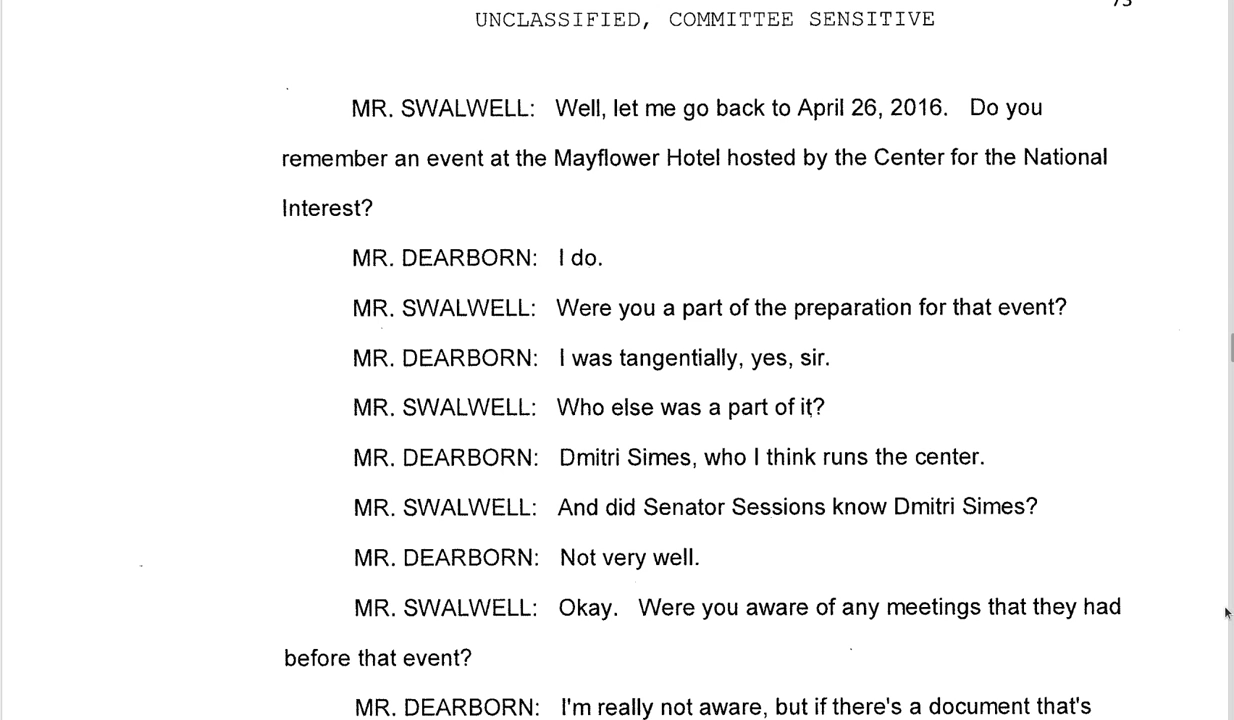 73
UNCLASSIFIED, COMMITTEE SENSITIVE
MR. SWALWELL: Well, let me go back to April 26, 2016. Do you
remember an event at the Mayflower Hotel hosted by the Center for the National
Interest?
MR. DEARBORN: I do.
MR. SWALWELL: Were you a part of the preparation for that event?
MR. DEARBORN: I was tangentially, yes, sir.
MR. SWALWELL: Who else was a part of it?
MR. DEARBORN: Dmitri Simes, who I think runs the center.
MR. SWALWELL: And did Senator Sessions know Dmitri Simes?
MR. DEARBORN: Not very well.
MR. SWALWELL: Okay. Were you aware of any meetings that they had
before that event?
MR. DEARBORN: I'm really not aware, but if there's a document that's